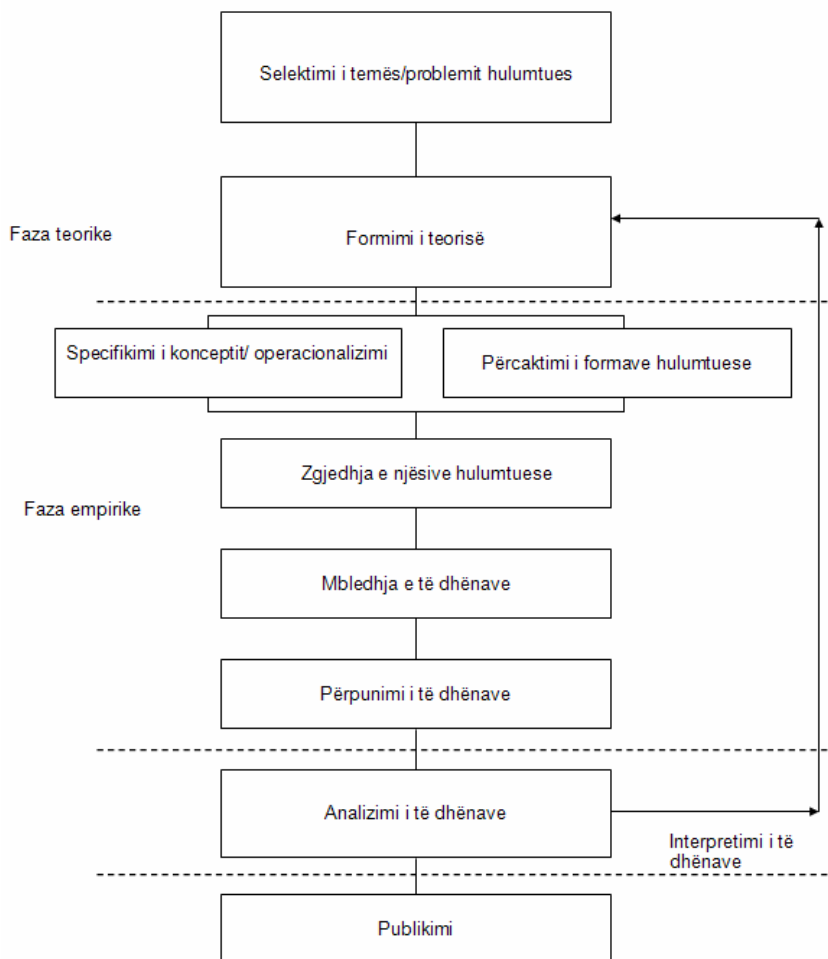 Selektimi i temës/problemit hulumtues
Faza teorike
Formimi i teorisë
Specifikimi i konceptit/ operacionalizimi
Përcaktimi i formave hulumtuese
Zgjedhja e njësive hulumtuese
Faza empirike
Mbledhja e të dhënave
Përpunimi i të dhënave
Analizimi i të dhënave
Interpretimi i të
dhënave
Publikimi